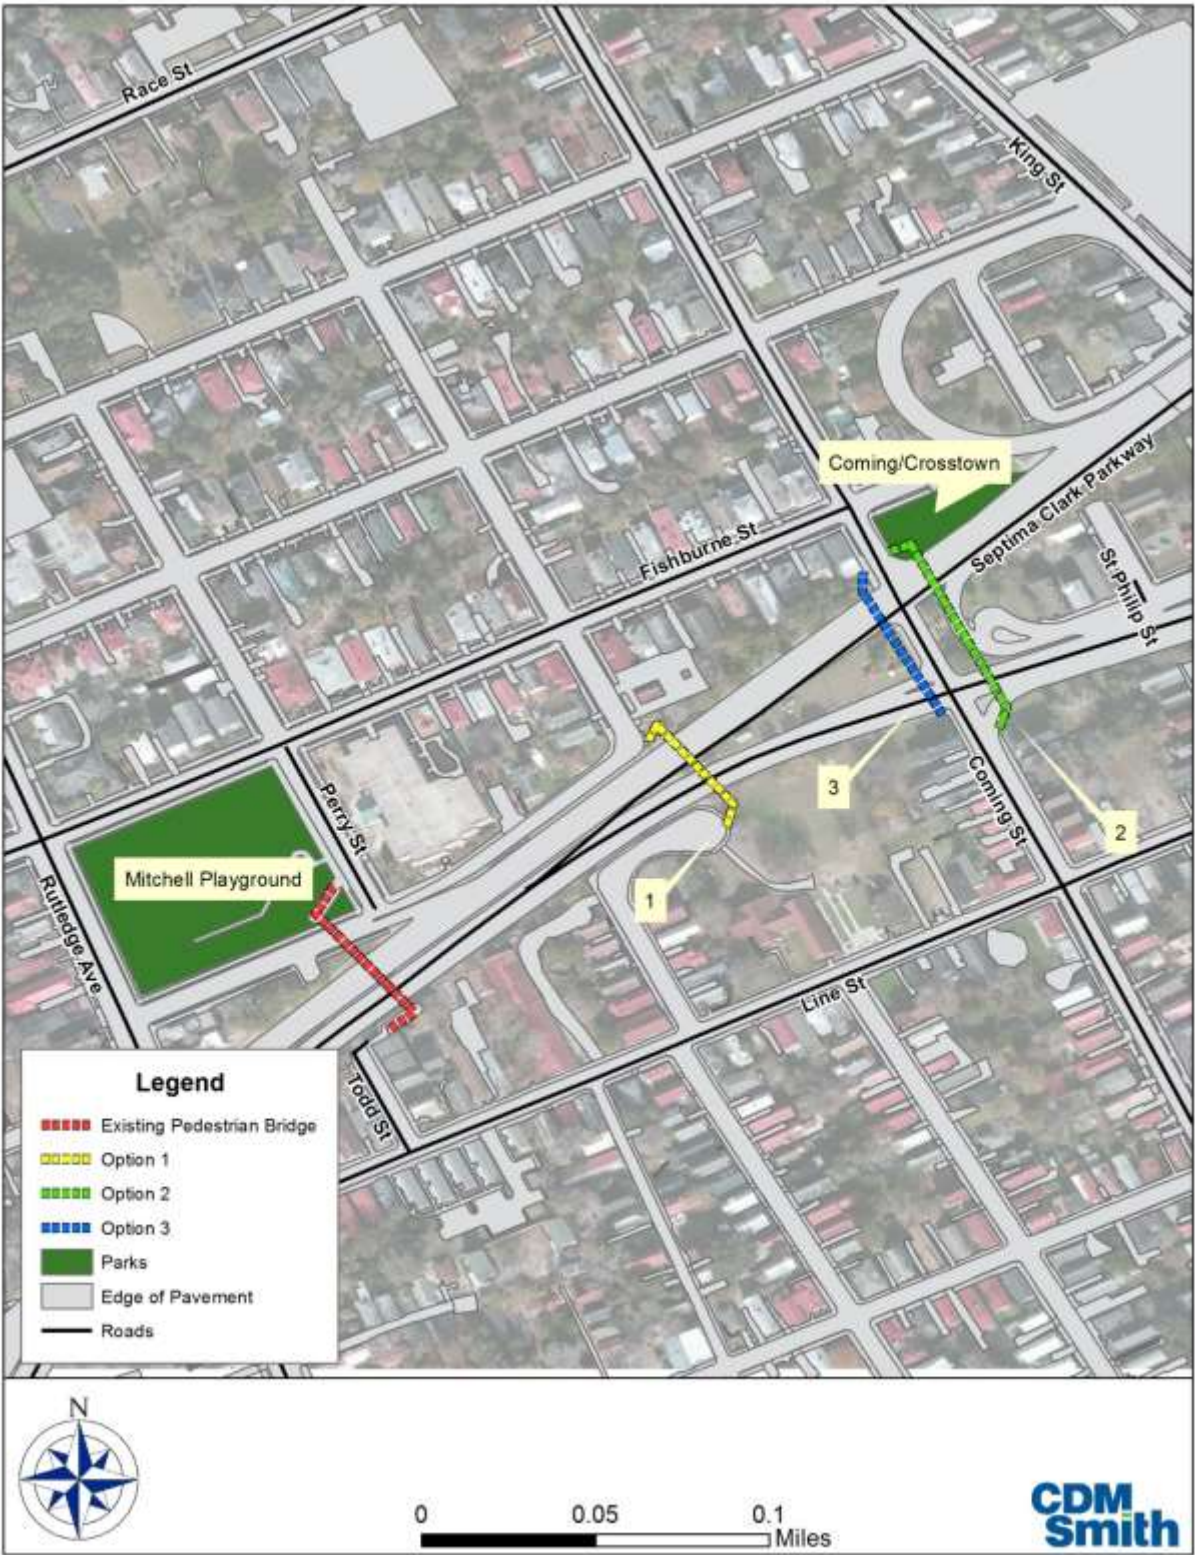 Race St
King St
Coming/Crosstown
Septima Clark Parkway
Fishburne St
St Philip St
Perry St
3
Coming St
2
Mitchell Playground
1
Rutledge Ave
Line St
Todd St
Legend
Existing Pedestrian Bridge
Option 1
Option 2
Option 3
Parks
Edge of Pavement
Roads
N
0 0.05 0.1
Miles
CDM
Smith